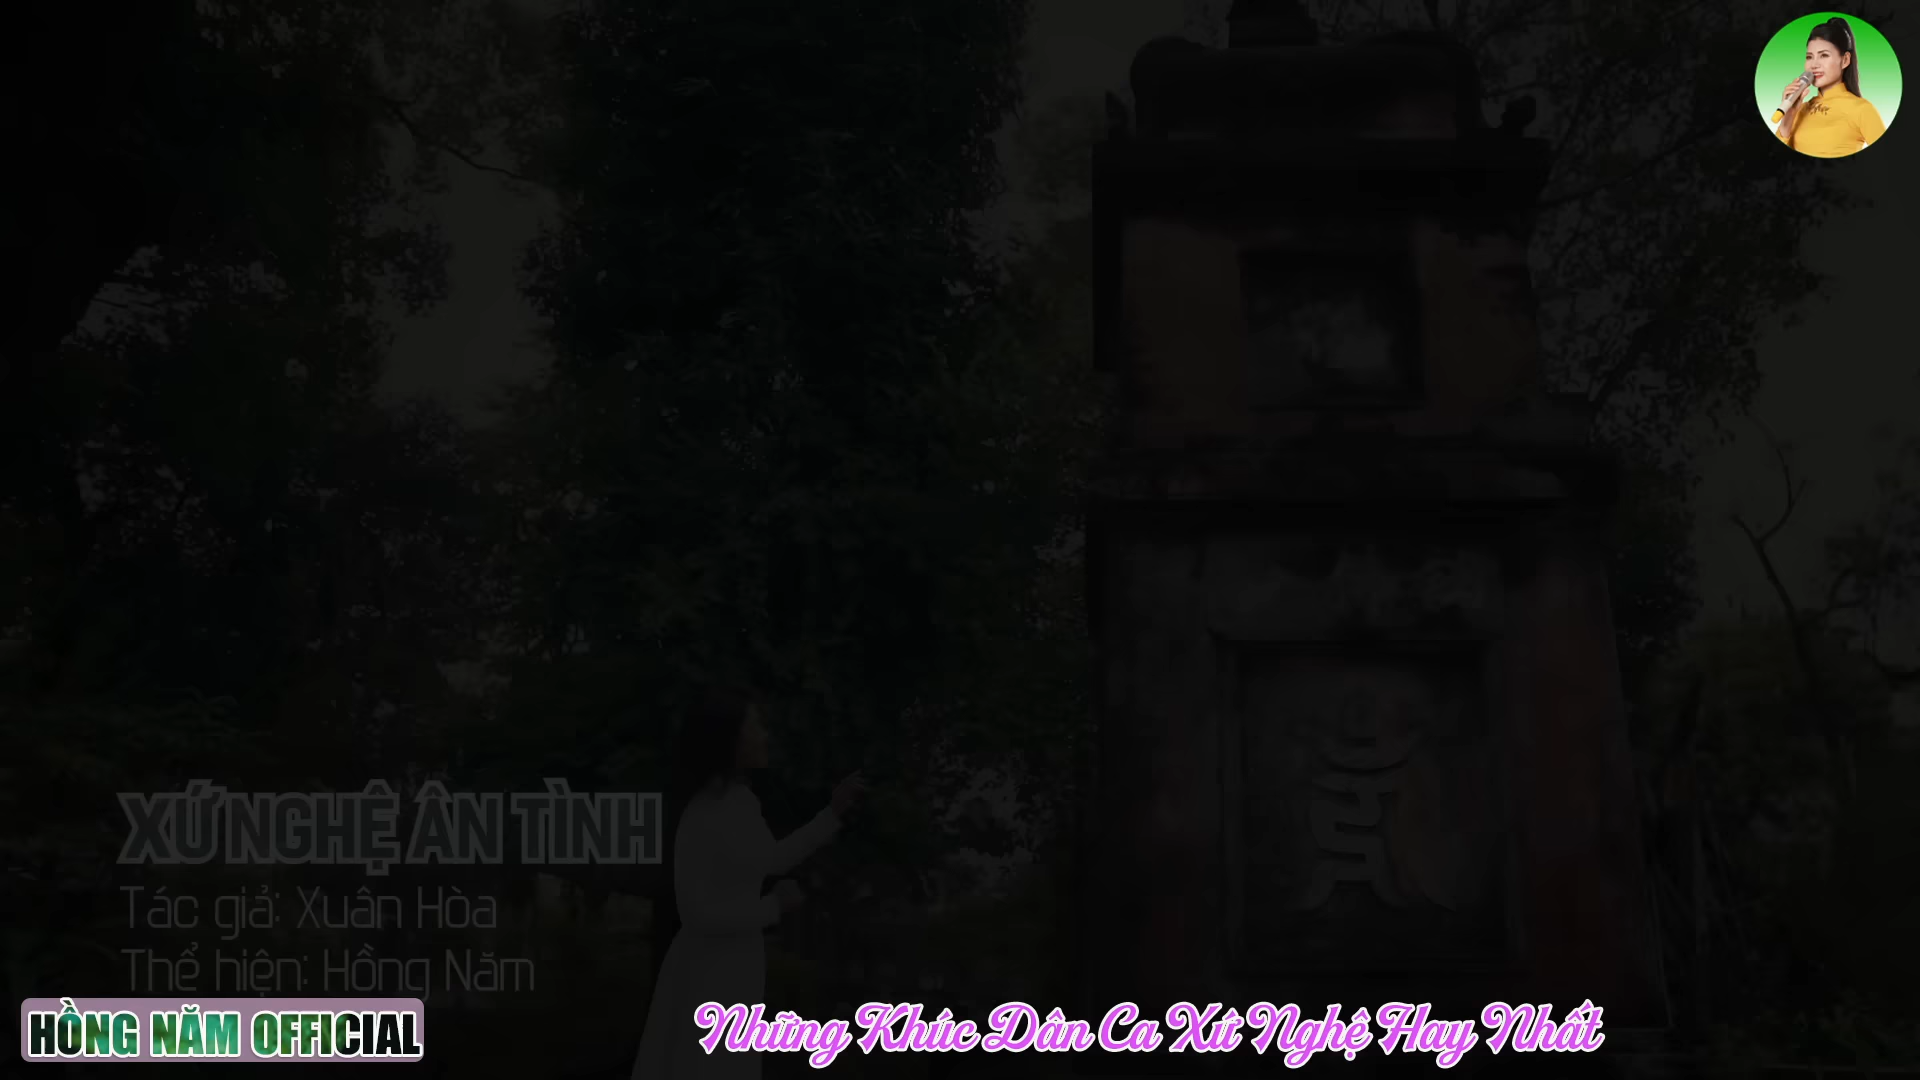 XỨ NGHỆ ÂN TÌNH
Tác giả: Xuân Hòa
Thể hiện: Hồng Năm
HỒNG NĂM OFFICIAL
Những Khúc Dân Ca Xứ Nghệ Hay Nhất